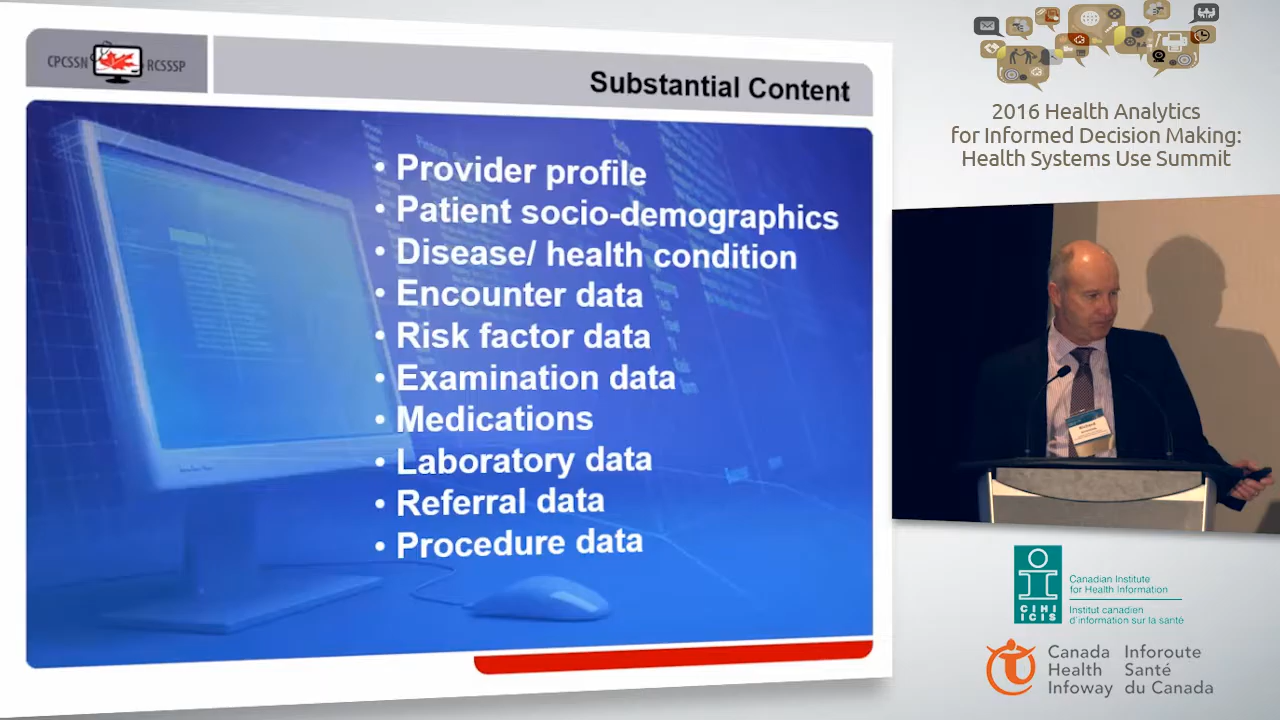 CPCSSN RCSSSP
Substantial Content
• Provider profile
• Patient socio-demographics
• Disease/ health condition
• Encounter data
• Risk factor data
• Examination data
• Medications
• Laboratory data
• Referral data
• Procedure data
2016 Health Analytics
for Informed Decision Making:
Health Systems Use Summit
CIHI
ICIS
Canadian Institute
for Health Information
Institut canadien
d'information sur la santé
Canada
Health
Infoway
Inforoute
Santé
du Canada